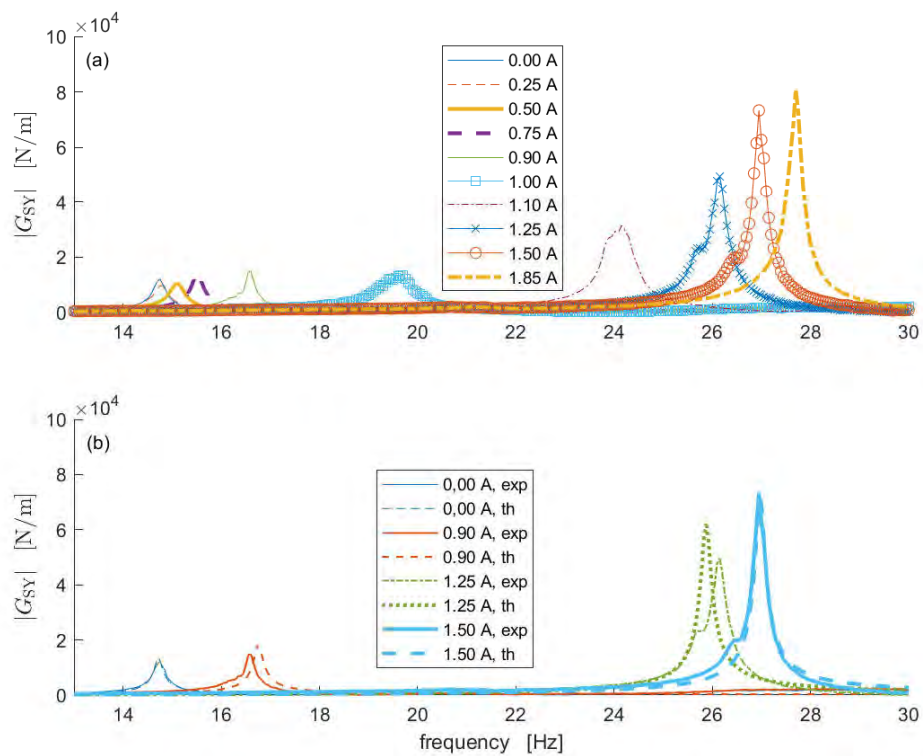 ×10⁴
10
(a)
8
6
4
2
0
|G_SY| [N/m]
0.00 A
0.25 A
0.50 A
0.75 A
0.90 A
1.00 A
1.10 A
1.25 A
1.50 A
1.85 A
14 16 18 20 22 24 26 28 30
×10⁴
10
(b)
8
6
4
2
0
|G_SY| [N/m]
0,00 A, exp
0,00 A, th
0.90 A, exp
0.90 A, th
1.25 A, exp
1.25 A, th
1.50 A, exp
1.50 A, th
14 16 18 20 22 24 26 28 30
frequency [Hz]